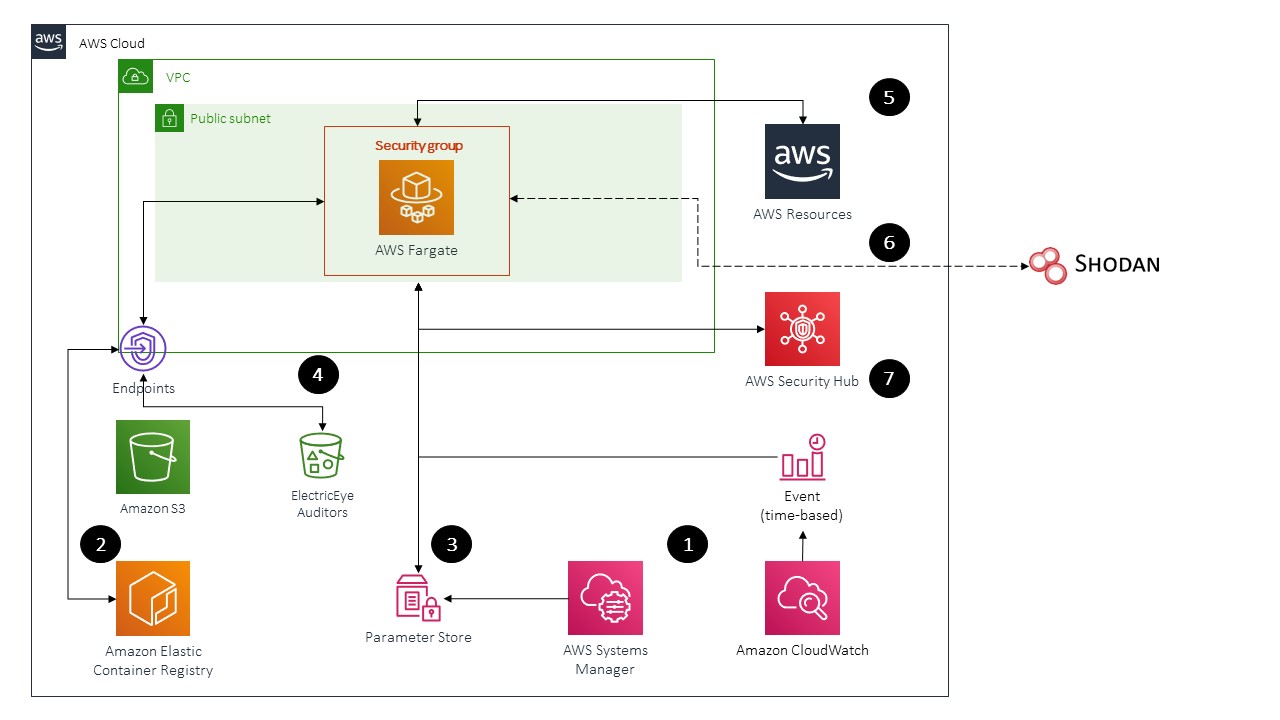 aws
AWS Cloud
VPC
5
Public subnet
Security group
aws
AWS Resources
AWS Fargate
6
SHODAN
Endpoints
4
AWS Security Hub
7
Amazon S3
ElectricEye
Auditors
Event
(time-based)
2
3
1
Parameter Store
Amazon Elastic
Container Registry
AWS Systems
Manager
Amazon CloudWatch